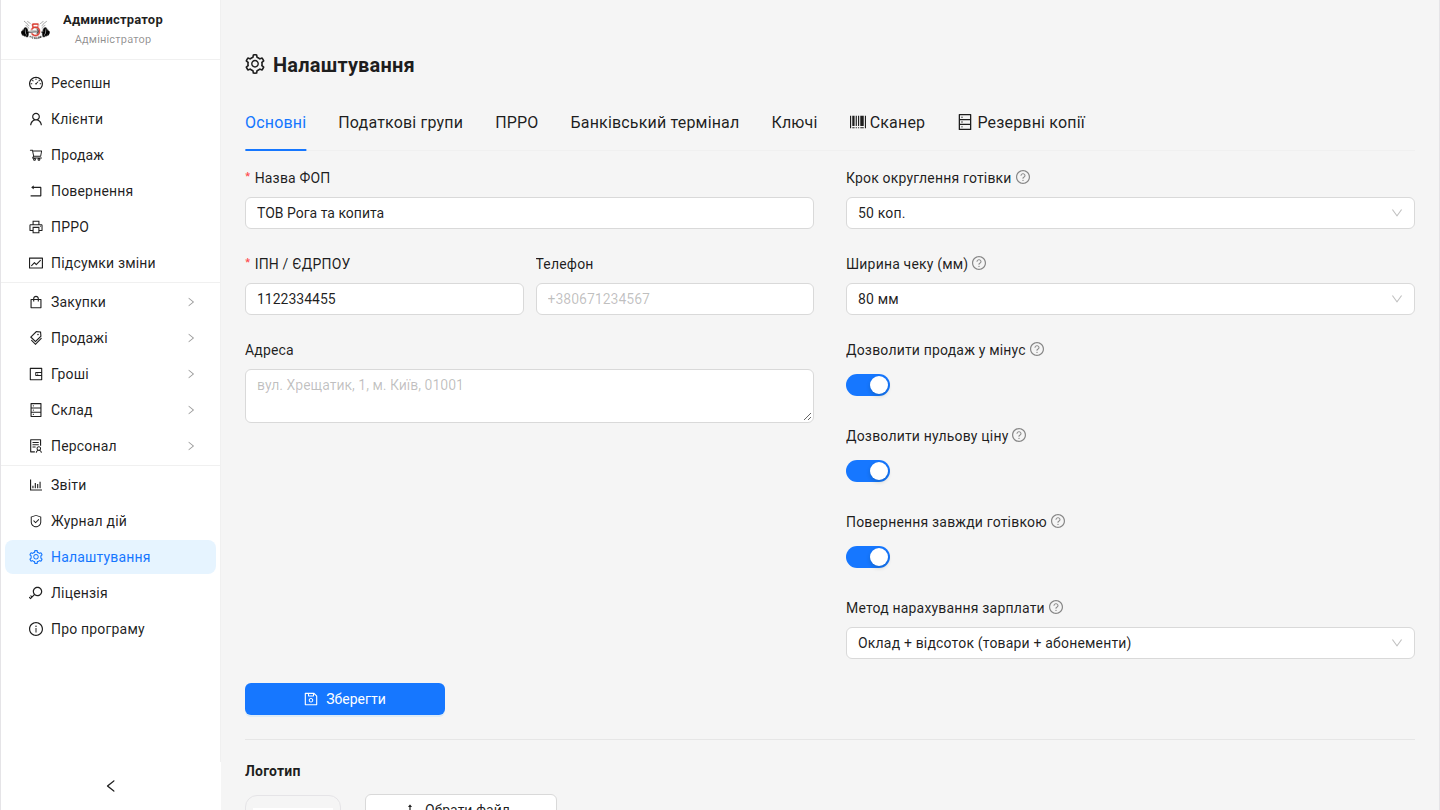 Администратор
Адміністратор
Ресепшн
Клієнти
Продаж
Повернення
ПРРО
Підсумки зміни
Закупки
Продажі
Гроші
Склад
Персонал
Звіти
Журнал дій
Налаштування
Ліцензія
Про програму
Налаштування
Основні Податкові групи ПРРО Банківський термінал Ключі Сканер Резервні копії
* Назва ФОП
ТОВ Рога та копита
* ІПН / ЄДРПОУ Телефон
1122334455 +380671234567
Адреса
вул. Хрещатик, 1, м. Київ, 01001
Крок округлення готівки
50 коп.
Ширина чеку (мм)
80 мм
Дозволити продаж у мінус
Дозволити нульову ціну
Повернення завжди готівкою
Метод нарахування зарплати
Оклад + відсоток (товари + абонементи)
Зберегти
Логотип
Обрати файл